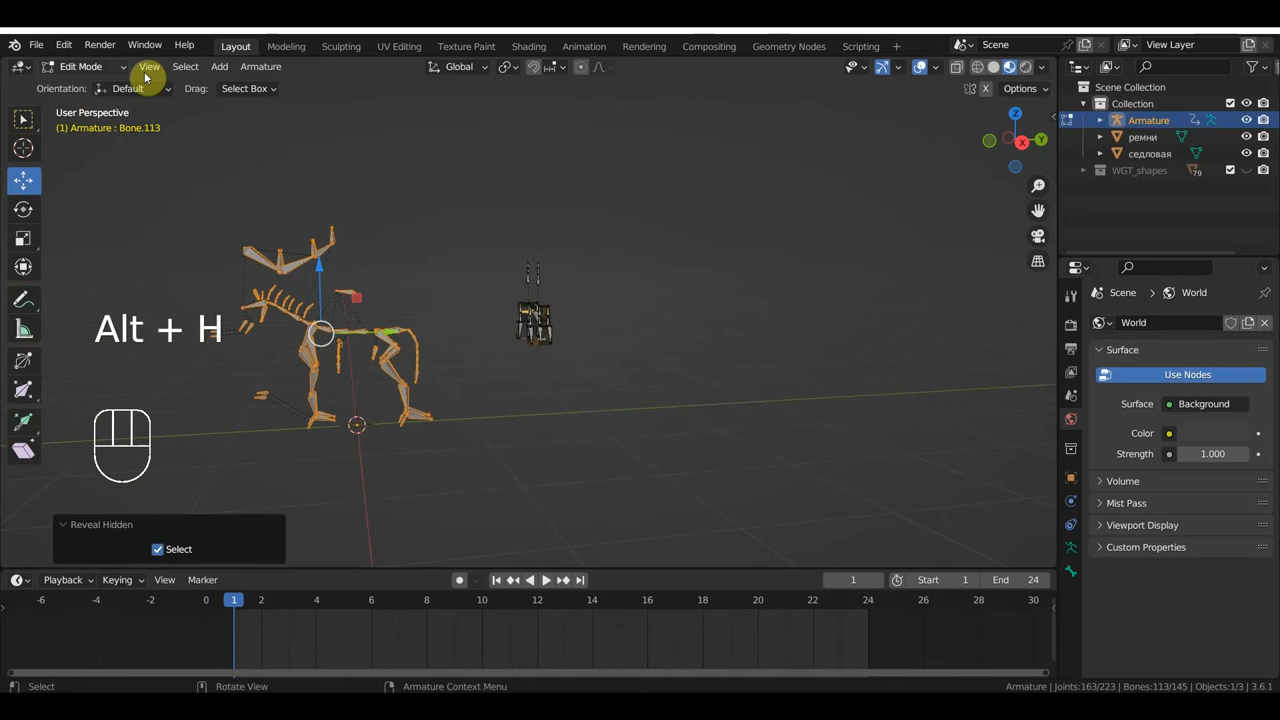 File Edit Render Window Help Layout Modeling Sculpting UV Editing Texture Paint Shading Animation Rendering Compositing Geometry Nodes Scripting + Scene View Layer
Edit Mode View Select Add Armature Global
Orientation: Default Drag: Select Box X Options
User Perspective
(1) Armature : Bone.113
Z
Y
X
Scene Collection
Collection
Armature
ремни
седловая
WGT_shapes 79
Scene World
World
Surface
Use Nodes
Surface Background
Color
Strength 1.000
Volume
Mist Pass
Viewport Display
Custom Properties
Alt + H
Reveal Hidden
Select
Playback Keying View Marker 1 Start 1 End 24
-6 -4 -2 0 1 2 4 6 8 10 12 14 16 18 20 22 24 26 28 30
Select Rotate View Armature Context Menu Armature | Joints:163/223 | Bones:113/145 | Objects:1/3 | 3.6.1